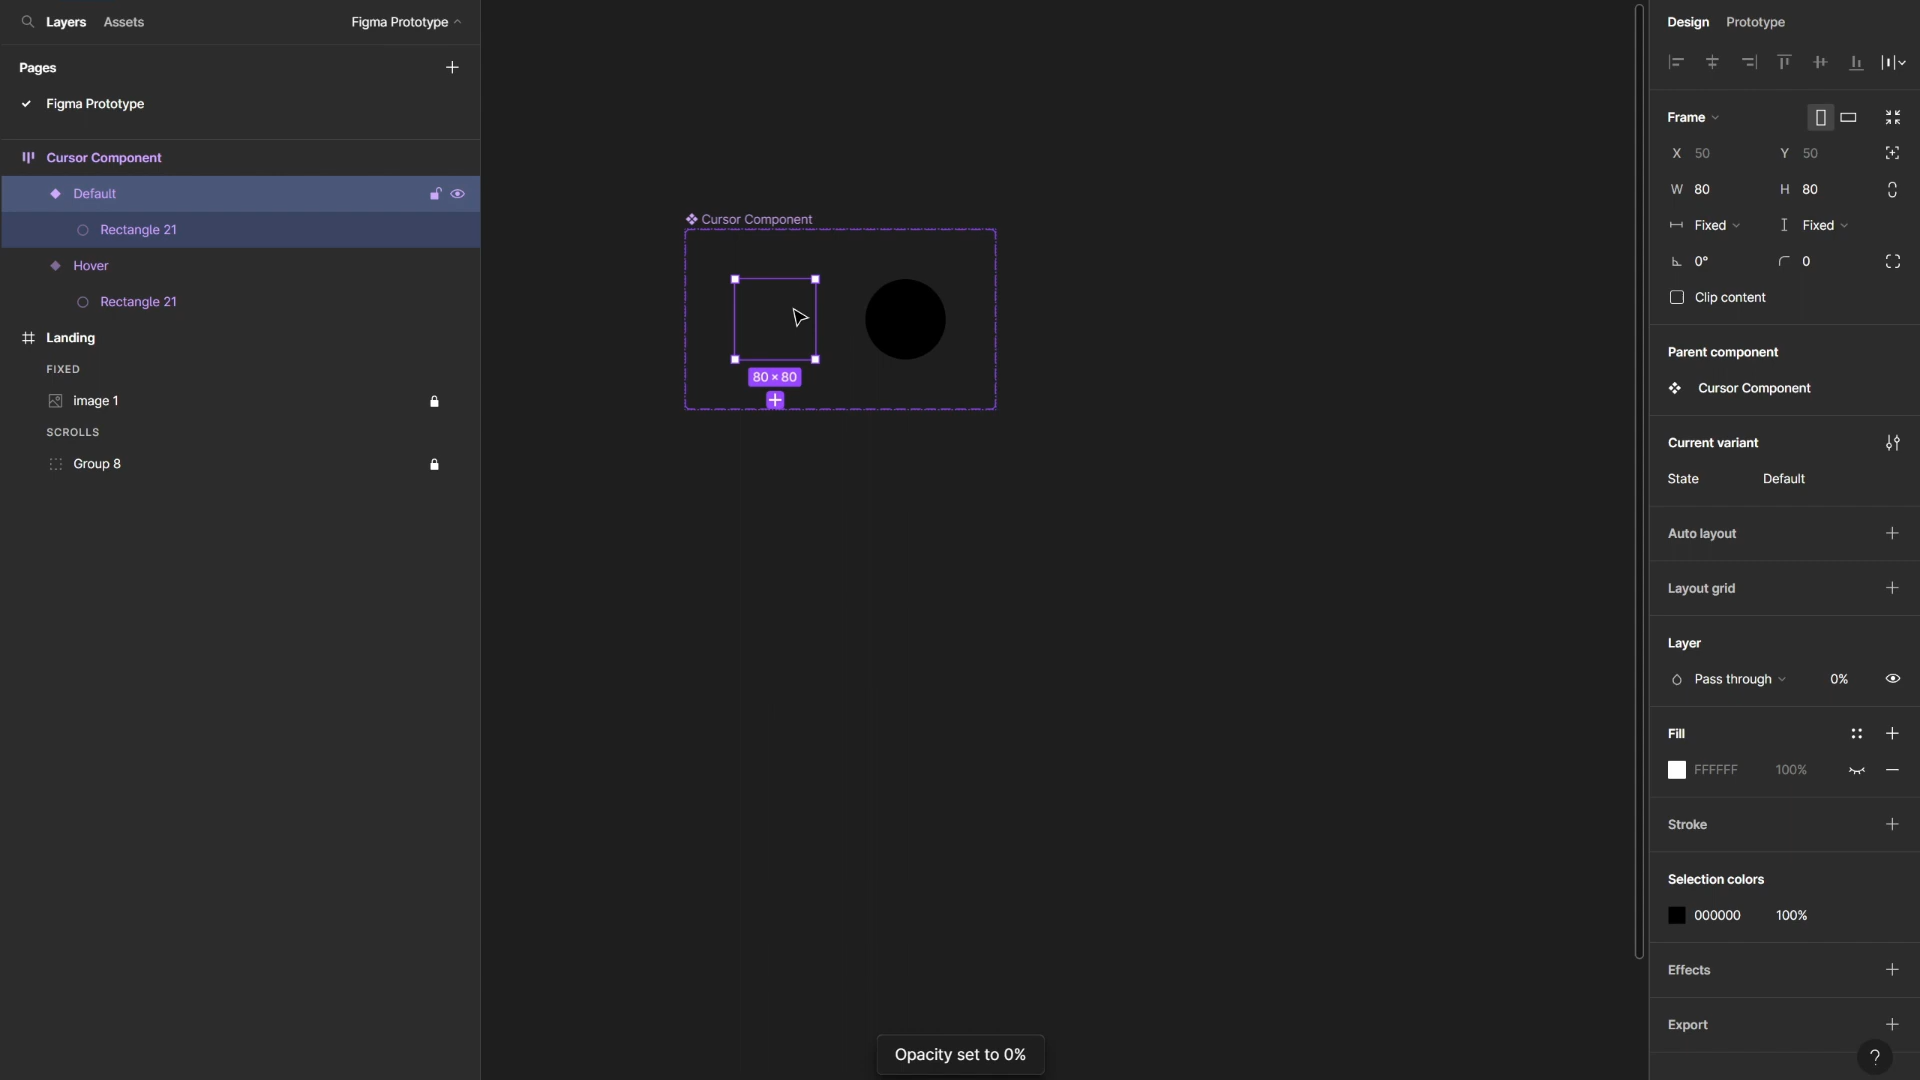 Layers Assets Figma Prototype
Pages
Figma Prototype
Cursor Component
Default
Rectangle 21
Hover
Rectangle 21
Landing
FIXED
image 1
SCROLLS
Group 8
Cursor Component
80 × 80
Opacity set to 0%
Design Prototype
Frame
X 50 Y 50
W 80 H 80
Fixed Fixed
0° 0
Clip content
Parent component
Cursor Component
Current variant
State Default
Auto layout
Layout grid
Layer
Pass through 0%
Fill
FFFFFF 100%
Stroke
Selection colors
000000 100%
Effects
Export
?